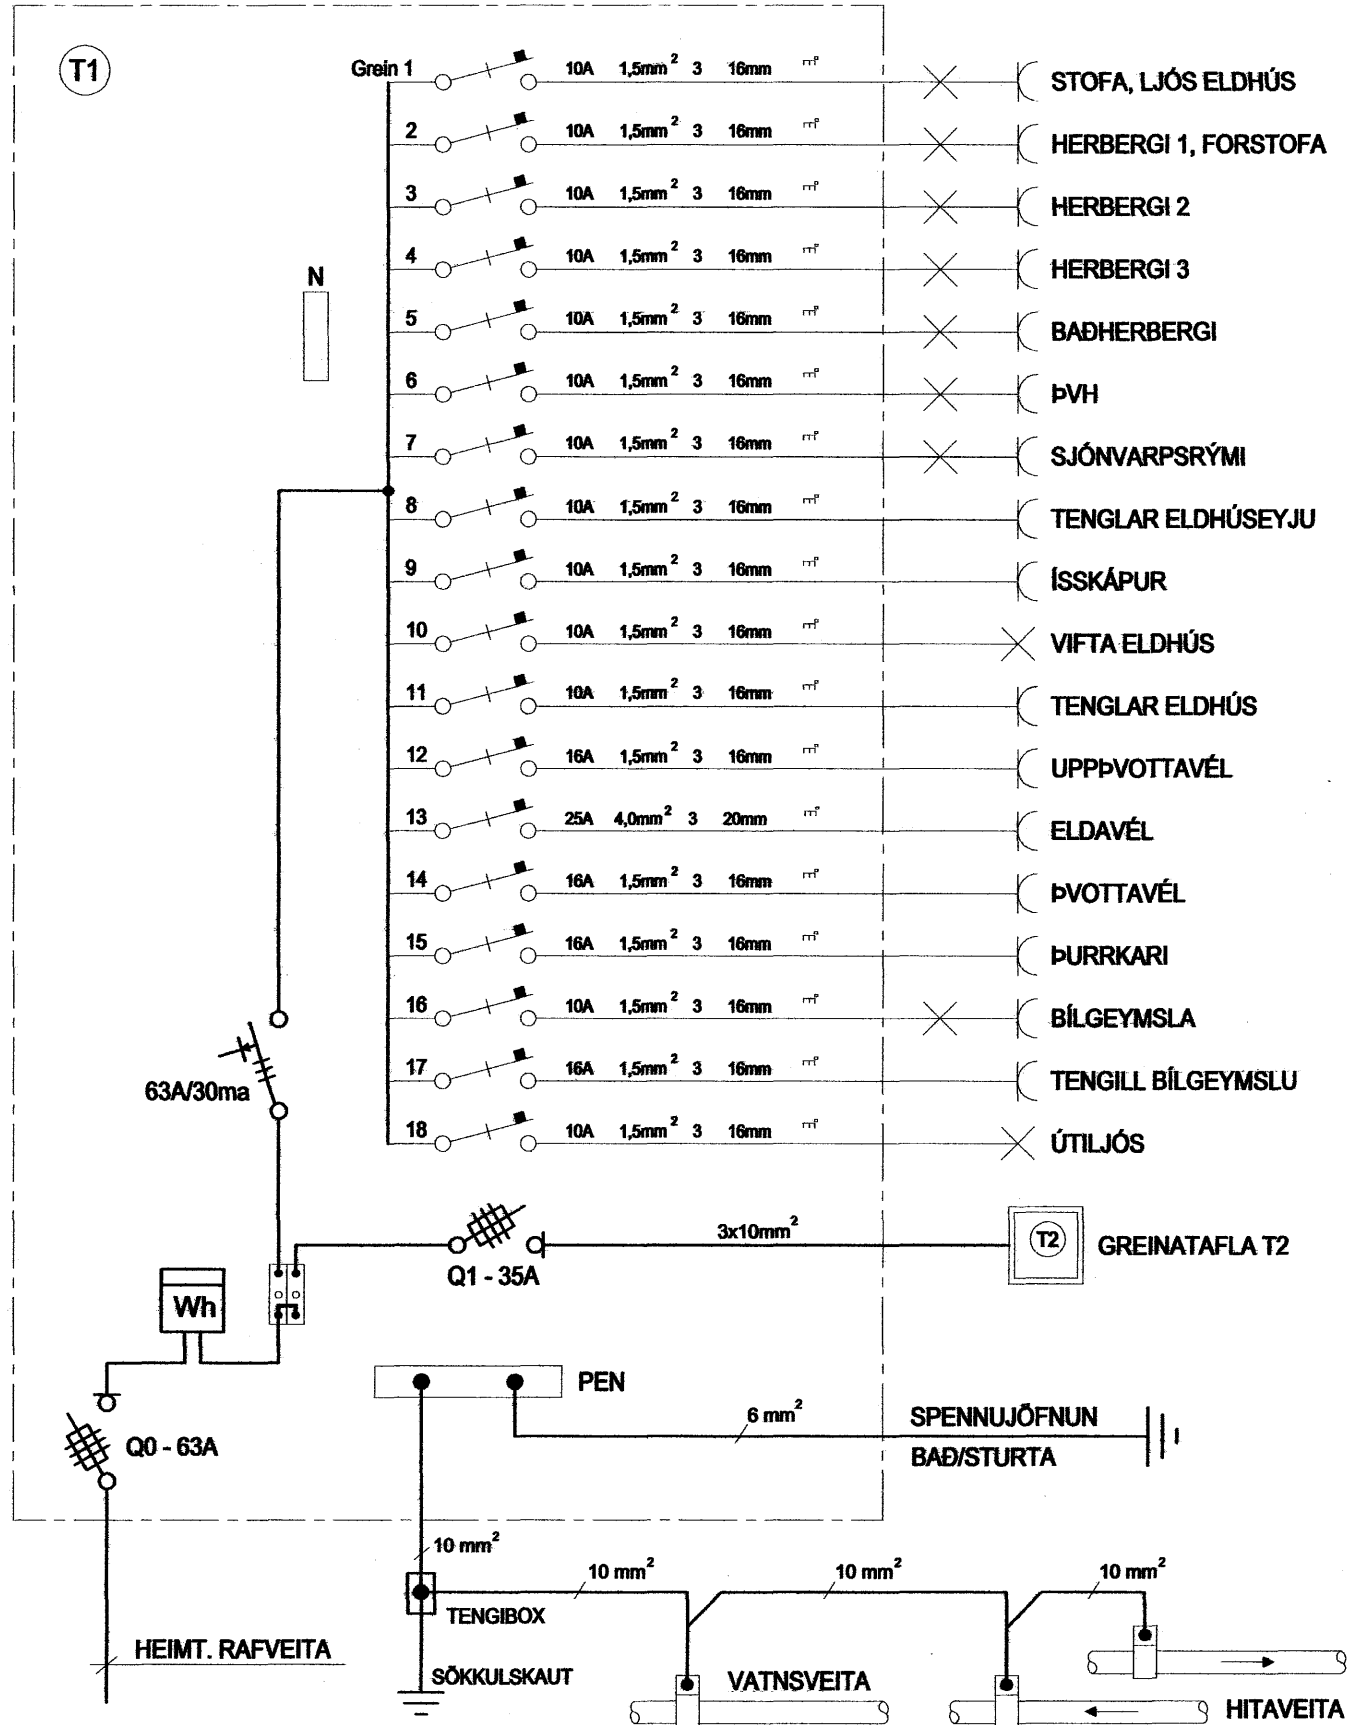 T1
Grein 1 10A 1,5mm² 3 16mm STOFA, LJÓS ELDHÚS
2 10A 1,5mm² 3 16mm HERBERGI 1, FORSTOFA
3 10A 1,5mm² 3 16mm HERBERGI 2
4 10A 1,5mm² 3 16mm HERBERGI 3
N
5 10A 1,5mm² 3 16mm BAÐHERBERGI
6 10A 1,5mm² 3 16mm ÞVH
7 10A 1,5mm² 3 16mm SJÓNVARPSRÝMI
8 10A 1,5mm² 3 16mm TENGLAR ELDHÚSEYJU
9 10A 1,5mm² 3 16mm ÍSSKÁPUR
10 10A 1,5mm² 3 16mm VIFTA ELDHÚS
11 10A 1,5mm² 3 16mm TENGLAR ELDHÚS
12 16A 1,5mm² 3 16mm UPPÞVOTTAVÉL
13 25A 4,0mm² 3 20mm ELDAVÉL
14 16A 1,5mm² 3 16mm ÞVOTTAVÉL
15 16A 1,5mm² 3 16mm ÞURRKARI
16 10A 1,5mm² 3 16mm BÍLGEYMSLA
63A/30ma
17 16A 1,5mm² 3 16mm TENGILL BÍLGEYMSLU
18 10A 1,5mm² 3 16mm ÚTILJÓS
3x10mm²
T2 GREINATAFLA T2
Q1 - 35A
Wh
PEN
6 mm² SPENNUJÖFNUN
BAÐ/STURTA
Q0 - 63A
10 mm²
10 mm² 10 mm² 10 mm²
TENGIBOX
HEIMT. RAFVEITA
SÖKKULSKAUT VATNSVEITA
HITAVEITA